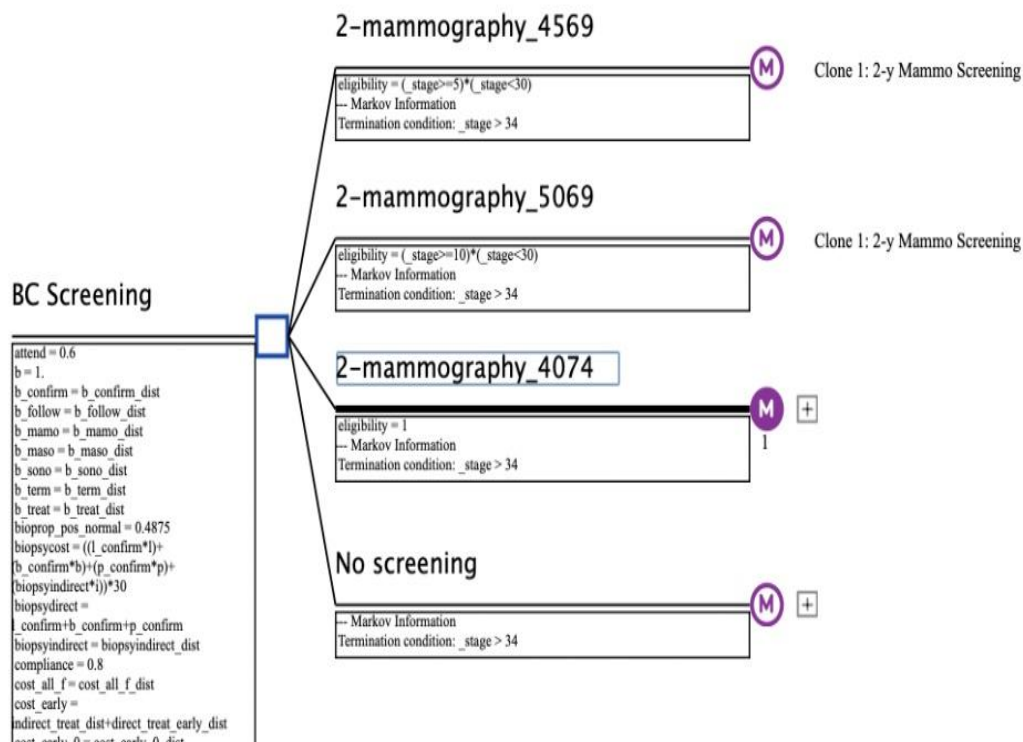 2-mammography_4569
eligibility = (_stage>=5)*(_stage<30)
--- Markov Information
Termination condition: _stage > 34
M
Clone 1: 2-y Mammo Screening
2-mammography_5069
eligibility = (_stage>=10)*(_stage<30)
--- Markov Information
Termination condition: _stage > 34
M
Clone 1: 2-y Mammo Screening
BC Screening
attend = 0.6
b = 1.
b_confirm = b_confirm_dist
b_follow = b_follow_dist
b_mamo = b_mamo_dist
b_maso = b_maso_dist
b_sono = b_sono_dist
b_term = b_term_dist
b_treat = b_treat_dist
bioprop_pos_normal = 0.4875
biopsycost = ((l_confirm*l)+
(b_confirm*b)+(p_confirm*p)+
(biopsyindirect*i))*30
biopsydirect =
l_confirm+b_confirm+p_confirm
biopsyindirect = biopsyindirect_dist
compliance = 0.8
cost_all_f = cost_all_f_dist
cost_early =
indirect_treat_dist+direct_treat_early_dist
cost_early_0 = cost_early_0_dist
2-mammography_4074
eligibility = 1
--- Markov Information
Termination condition: _stage > 34
M
+
1
No screening
--- Markov Information
Termination condition: _stage > 34
M
+